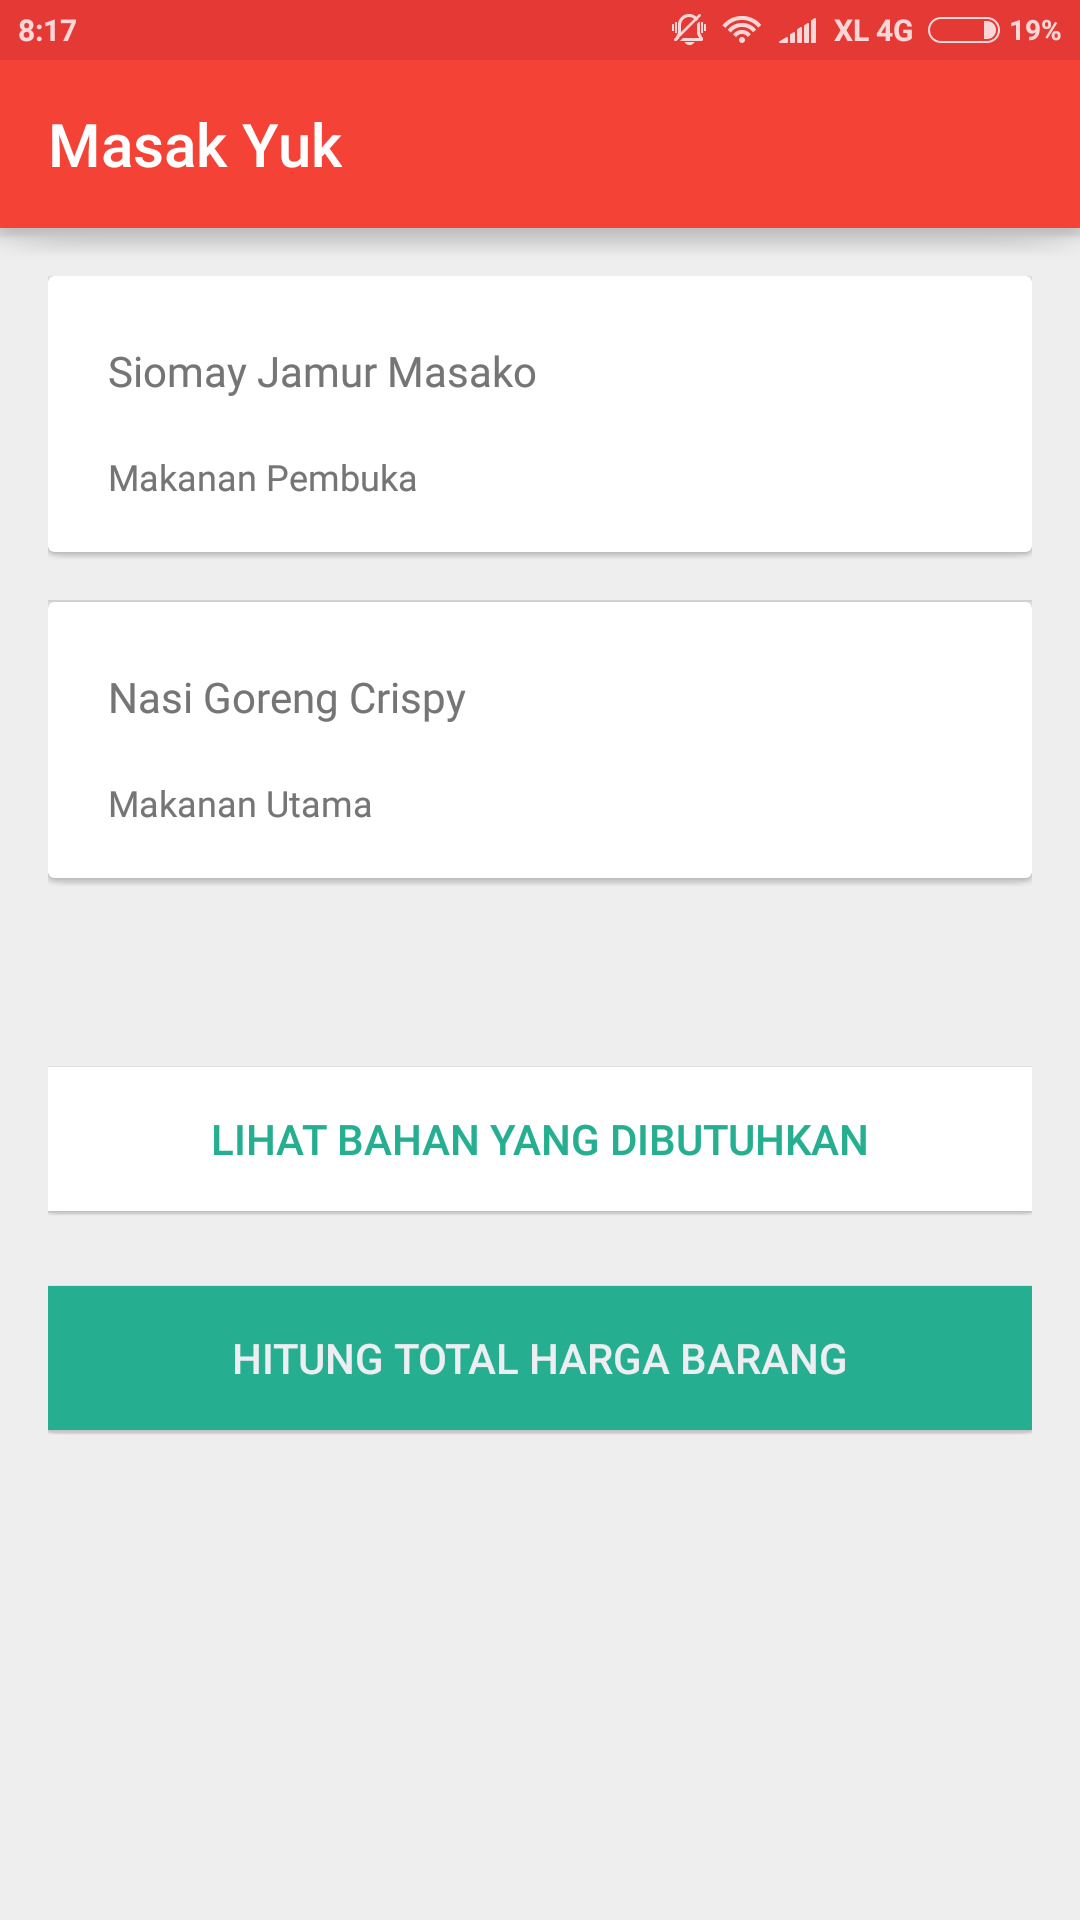 8:17 XL 4G 19%
Masak Yuk
Siomay Jamur Masako
Makanan Pembuka
Nasi Goreng Crispy
Makanan Utama
LIHAT BAHAN YANG DIBUTUHKAN
HITUNG TOTAL HARGA BARANG